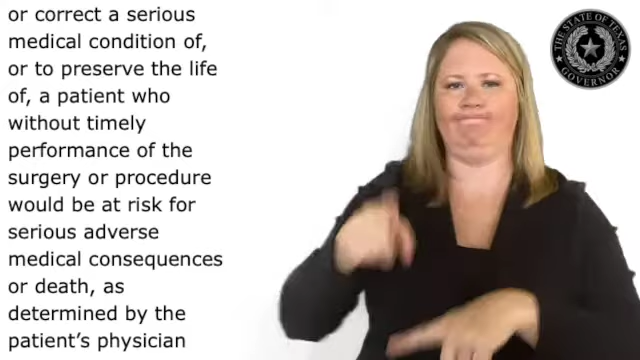 or correct a serious
medical condition of,
or to preserve the life
of, a patient who
without timely
performance of the
surgery or procedure
would be at risk for
serious adverse
medical consequences
or death, as
determined by the
patient's physician
THE STATE OF TEXAS
GOVERNOR